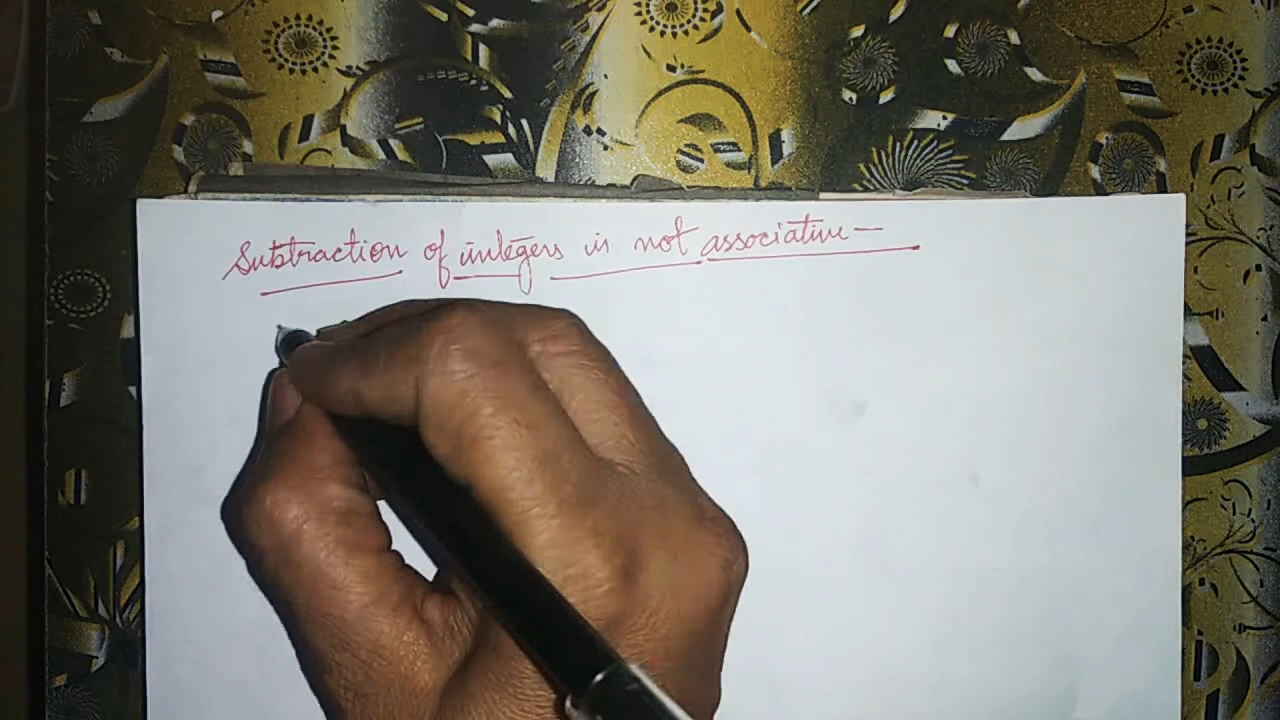 Subtraction of integers is not associative —